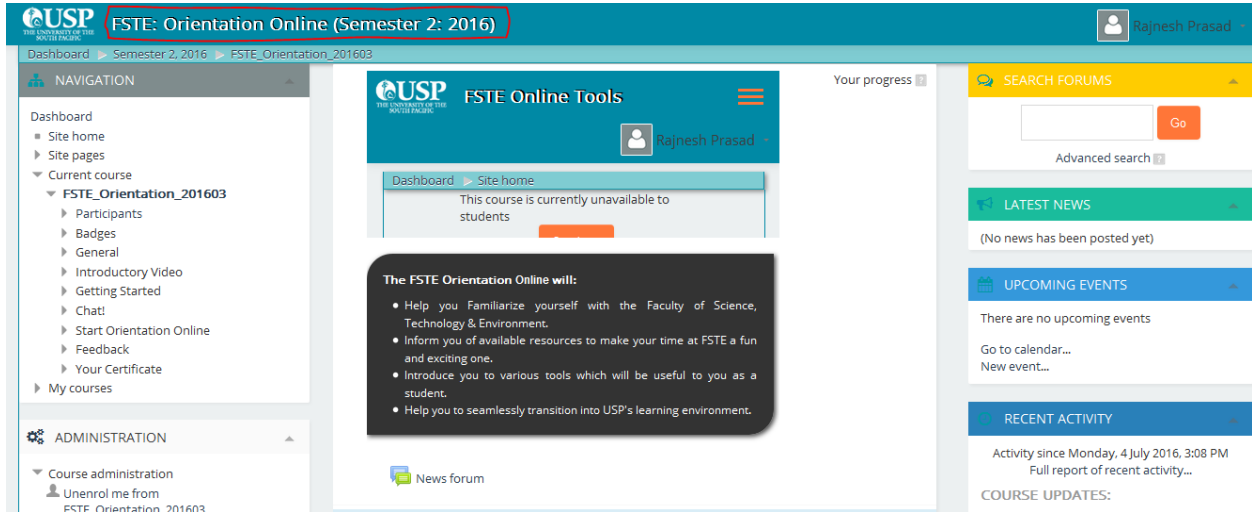 USP
THE UNIVERSITY OF THE
SOUTH PACIFIC
FSTE: Orientation Online (Semester 2: 2016)
Rajnesh Prasad
Dashboard Semester 2, 2016 FSTE_Orientation_201603
NAVIGATION
Dashboard
Site home
Site pages
Current course
FSTE_Orientation_201603
Participants
Badges
General
Introductory Video
Getting Started
Chat!
Start Orientation Online
Feedback
Your Certificate
My courses
ADMINISTRATION
Course administration
Unenrol me from
FSTE_Orientation_201603
USP
THE UNIVERSITY OF THE
SOUTH PACIFIC
FSTE Online Tools
Rajnesh Prasad
Dashboard Site home
This course is currently unavailable to
students
The FSTE Orientation Online will:
Help you Familiarize yourself with the Faculty of Science,
Technology & Environment.
Inform you of available resources to make your time at FSTE a fun
and exciting one.
Introduce you to various tools which will be useful to you as a
student.
Help you to seamlessly transition into USP's learning environment.
News forum
Your progress
SEARCH FORUMS
Go
Advanced search
LATEST NEWS
(No news has been posted yet)
UPCOMING EVENTS
There are no upcoming events
Go to calendar...
New event...
RECENT ACTIVITY
Activity since Monday, 4 July 2016, 3:08 PM
Full report of recent activity...
COURSE UPDATES: